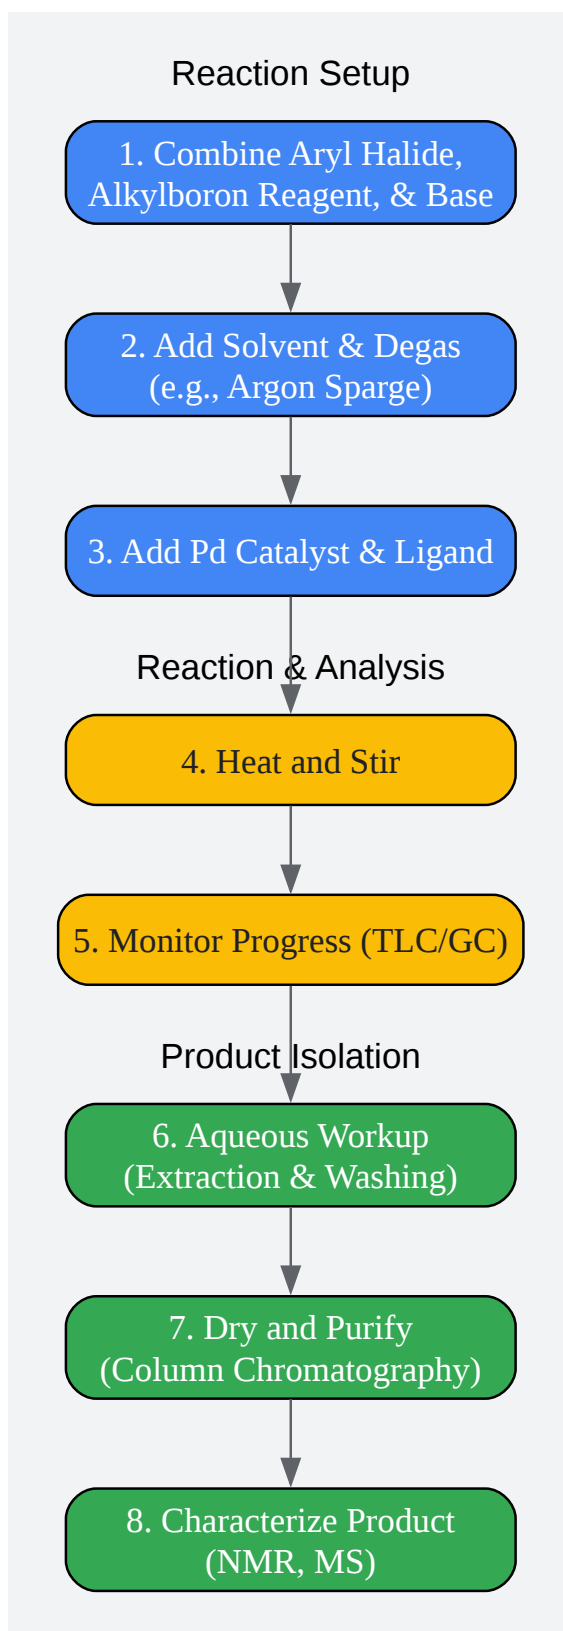 Reaction Setup
1. Combine Aryl Halide,
Alkylboron Reagent, & Base
2. Add Solvent & Degas
(e.g., Argon Sparge)
3. Add Pd Catalyst & Ligand
Reaction & Analysis
4. Heat and Stir
5. Monitor Progress (TLC/GC)
Product Isolation
6. Aqueous Workup
(Extraction & Washing)
7. Dry and Purify
(Column Chromatography)
8. Characterize Product
(NMR, MS)